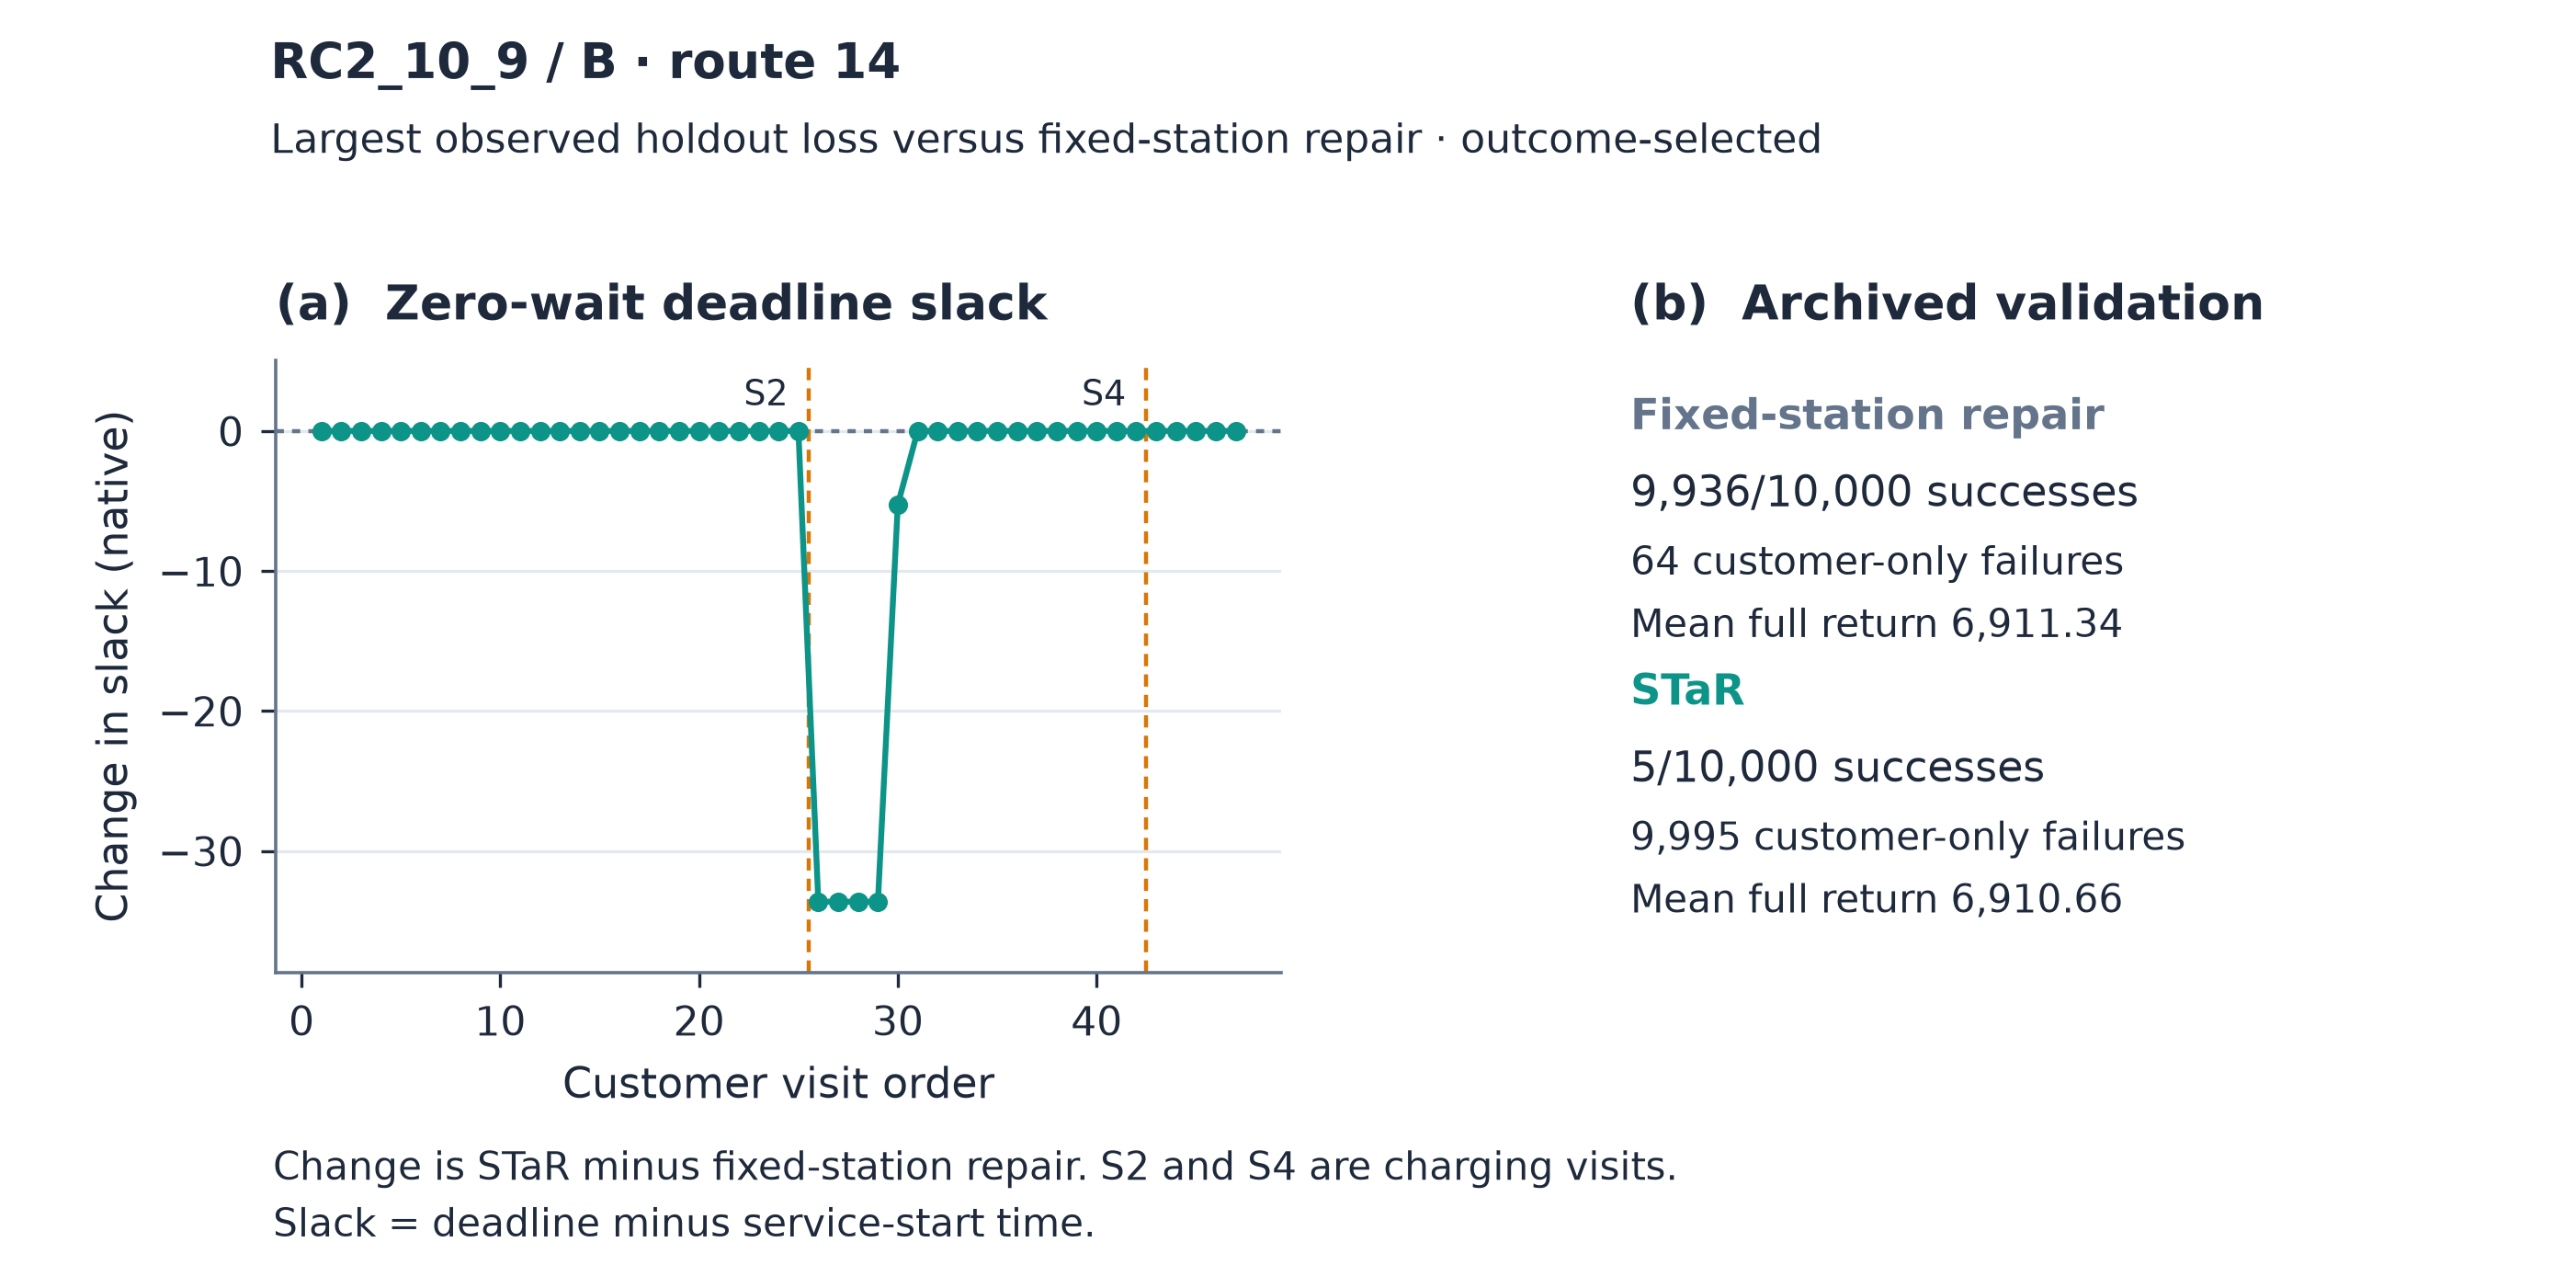 RC2_10_9 / B · route 14
Largest observed holdout loss versus fixed-station repair · outcome-selected
(a) Zero-wait deadline slack
S2
S4
Change in slack (native)
0
−10
−20
−30
0
10
20
30
40
Customer visit order
(b) Archived validation
Fixed-station repair
9,936/10,000 successes
64 customer-only failures
Mean full return 6,911.34
STaR
5/10,000 successes
9,995 customer-only failures
Mean full return 6,910.66
Change is STaR minus fixed-station repair. S2 and S4 are charging visits.
Slack = deadline minus service-start time.